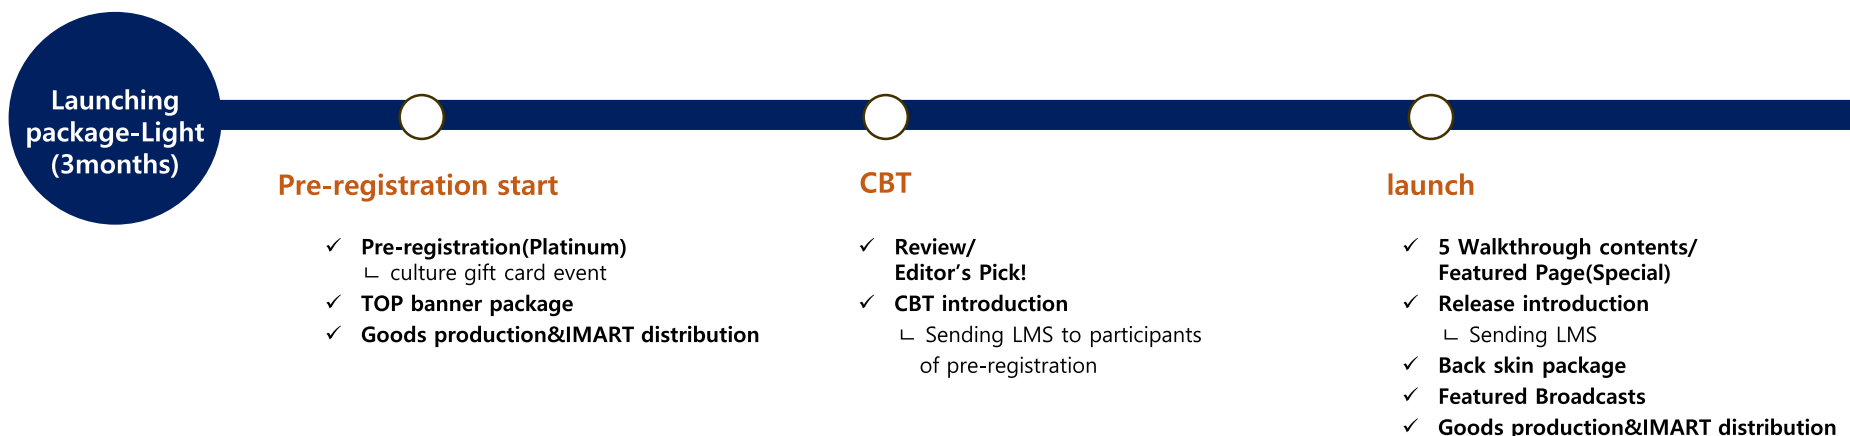 Launching
package-Light
(3months)
Pre-registration start
✓ Pre-registration(Platinum)
ㄴ culture gift card event
✓ TOP banner package
✓ Goods production&IMART distribution
CBT
✓ Review/
Editor's Pick!
✓ CBT introduction
ㄴ Sending LMS to participants
of pre-registration
launch
✓ 5 Walkthrough contents/
Featured Page(Special)
✓ Release introduction
ㄴ Sending LMS
✓ Back skin package
✓ Featured Broadcasts
✓ Goods production&IMART distribution